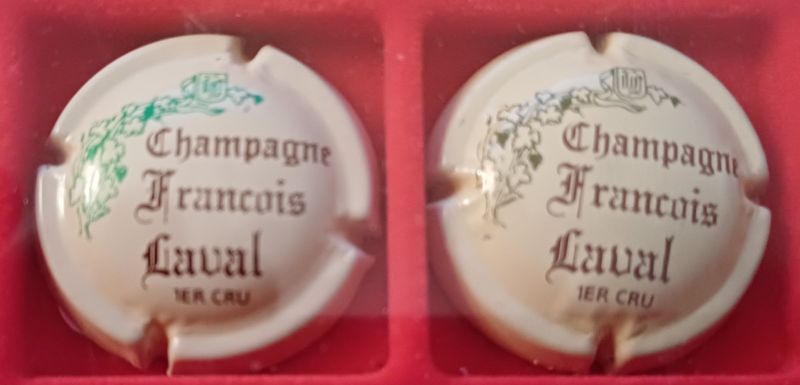 Champagne
Francois
Laval
1ER CRU
Champagne
Francois
Laval
1ER CRU